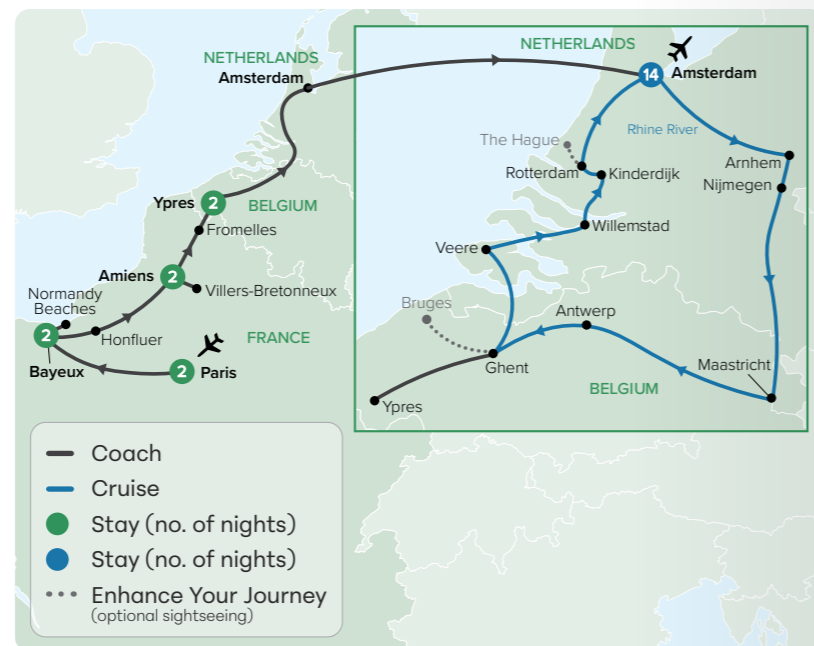 NETHERLANDS
Amsterdam
Ypres
2
BELGIUM
Fromelles
Amiens
2
Villers-Bretonneux
Normandy
Beaches
2
Honfluer
Bayeux
FRANCE
2
Paris
NETHERLANDS
14
Amsterdam
Rhine River
The Hague
Rotterdam
Kinderdijk
Arnhem
Nijmegen
Willemstad
Veere
Bruges
Antwerp
Ghent
Maastricht
BELGIUM
Ypres
Coach
Cruise
Stay (no. of nights)
Stay (no. of nights)
Enhance Your Journey
(optional sightseeing)